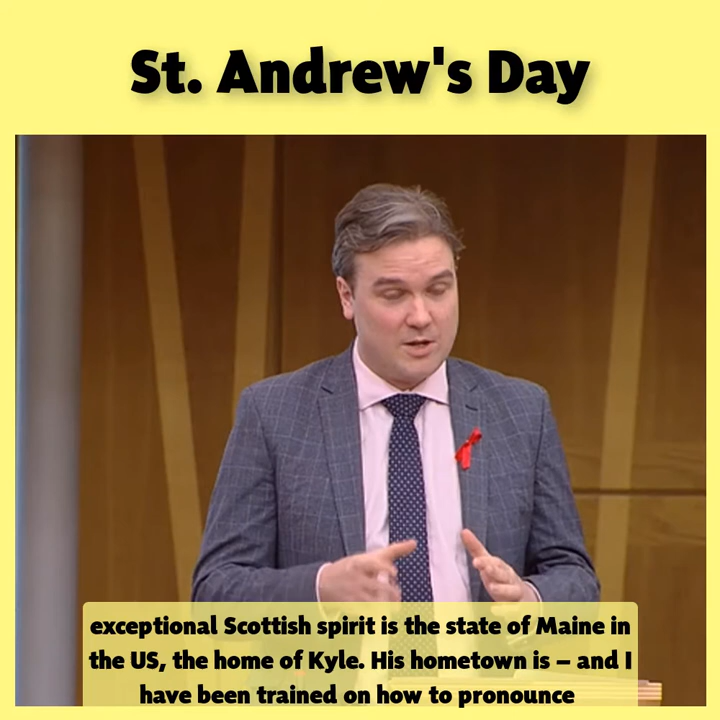 St. Andrew's Day
exceptional Scottish spirit is the state of Maine in
the US, the home of Kyle. His hometown is – and I
have been trained on how to pronounce